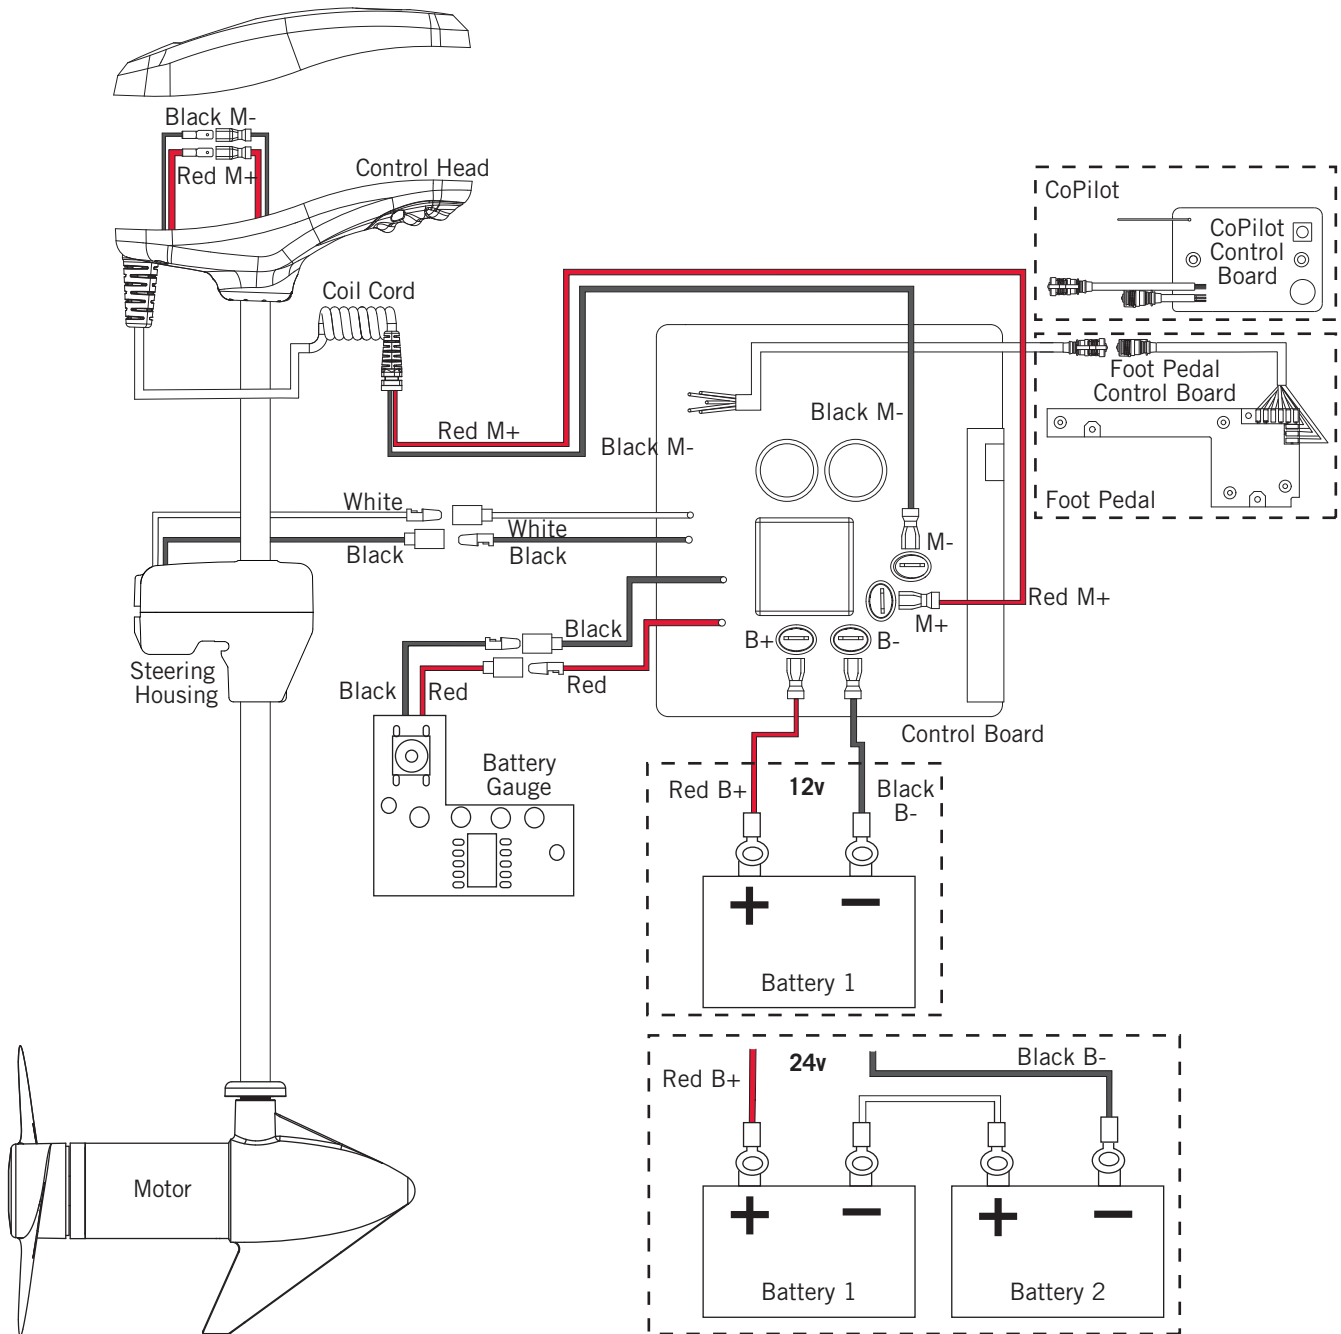 Black M-
Red M+
Control Head
CoPilot
CoPilot
Control
Board
Coil Cord
Foot Pedal
Control Board
Black M-
Red M+
Black M-
Foot Pedal
White
White
Black
Black
M-
Red M+
M+
Black
B+
B-
Steering
Housing
Black
Red
Red
Control Board
Battery
Gauge
Red B+
12v
Black
B-
Battery 1
24v
Black B-
Red B+
Motor
Battery 1
Battery 2